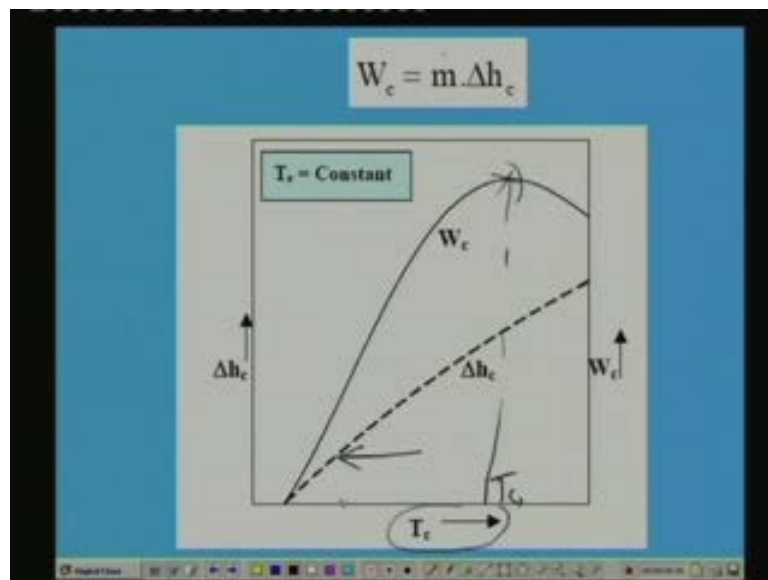 W_c = ṁ.Δh_c
T_e = Constant
W_c
Δh_c
Δh_c
W_c
T_c
T_c